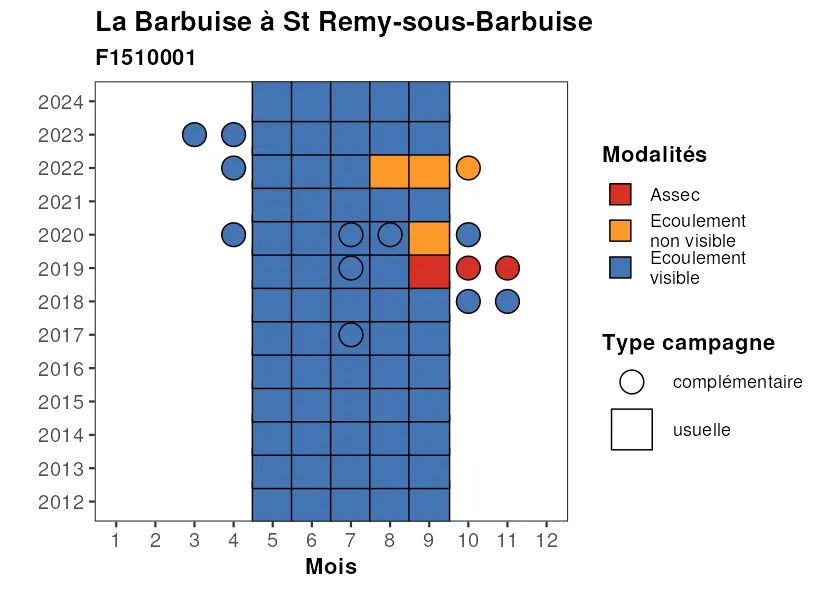 La Barbuise à St Remy-sous-Barbuise
F1510001
2024
2023
2022
2021
2020
2019
2018
2017
2016
2015
2014
2013
2012
1 2 3 4 5 6 7 8 9 10 11 12
Mois
Modalités
Assec
Ecoulement
non visible
Ecoulement
visible
Type campagne
complémentaire
usuelle